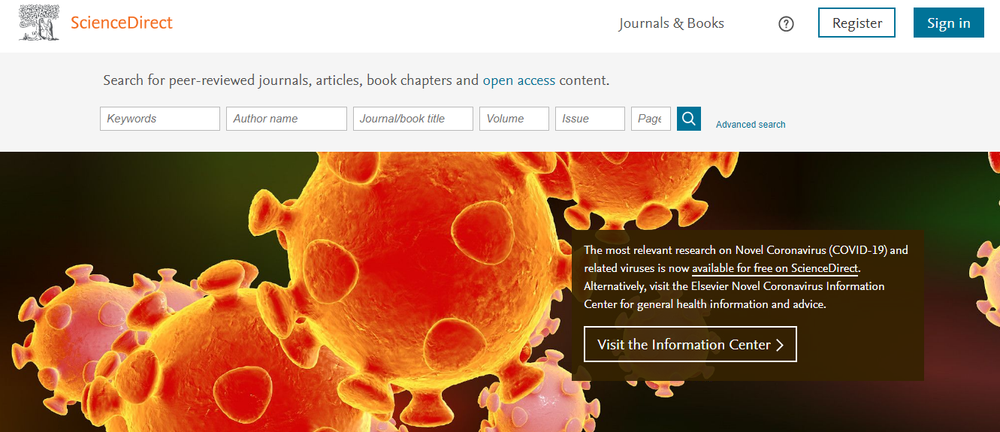 ScienceDirect
Journals & Books
?
Register
Sign in
Search for peer-reviewed journals, articles, book chapters and open access content.
Keywords
Author name
Journal/book title
Volume
Issue
Page
Advanced search
The most relevant research on Novel Coronavirus (COVID-19) and
related viruses is now available for free on ScienceDirect.
Alternatively, visit the Elsevier Novel Coronavirus Information
Center for general health information and advice.
Visit the Information Center >